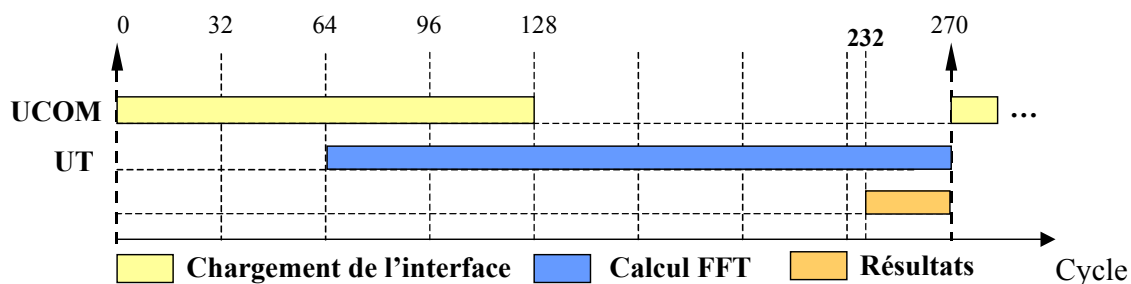 0 32 64 96 128 232 270
UCOM ...
UT
Chargement de l’interface Calcul FFT Résultats Cycle